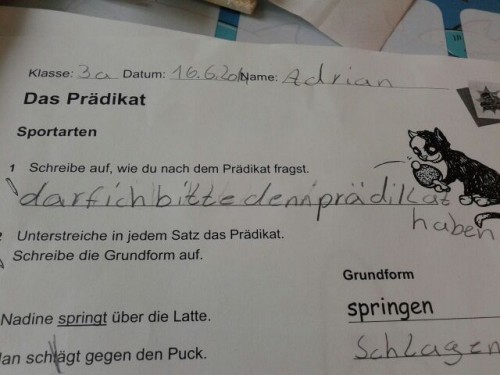 Klasse: 3a Datum: 16.6.2014 Name: Adrian
Das Prädikat
Sportarten
1 Schreibe auf, wie du nach dem Prädikat fragst.
darfichbittedennprädikat
haben
2 Unterstreiche in jedem Satz das Prädikat.
Schreibe die Grundform auf.
Grundform
Nadine springt über die Latte. springen
Jan schlägt gegen den Puck. Schlagen